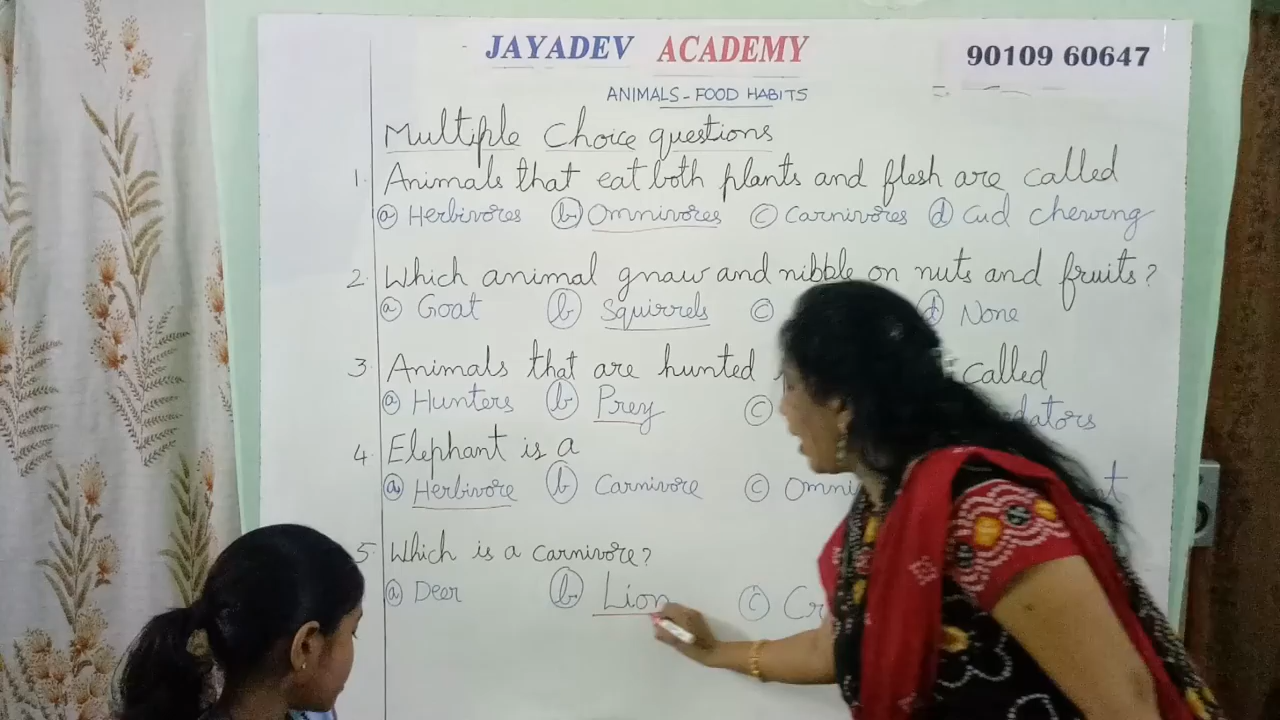 JAYADEV ACADEMY
90109 60647
ANIMALS - FOOD HABITS
Multiple Choice questions
1. Animals that eat both plants and flesh are called
a Herbivores b Omnivores c Carnivores d Cud chewing
2. Which animal gnaw and nibble on nuts and fruits?
a Goat b Squirrels c d None
3. Animals that are hunted called
a Hunters b Prey c
4. Elephant is a
a Herbivore b Carnivore c
5. Which is a carnivore?
a Deer b Lion c